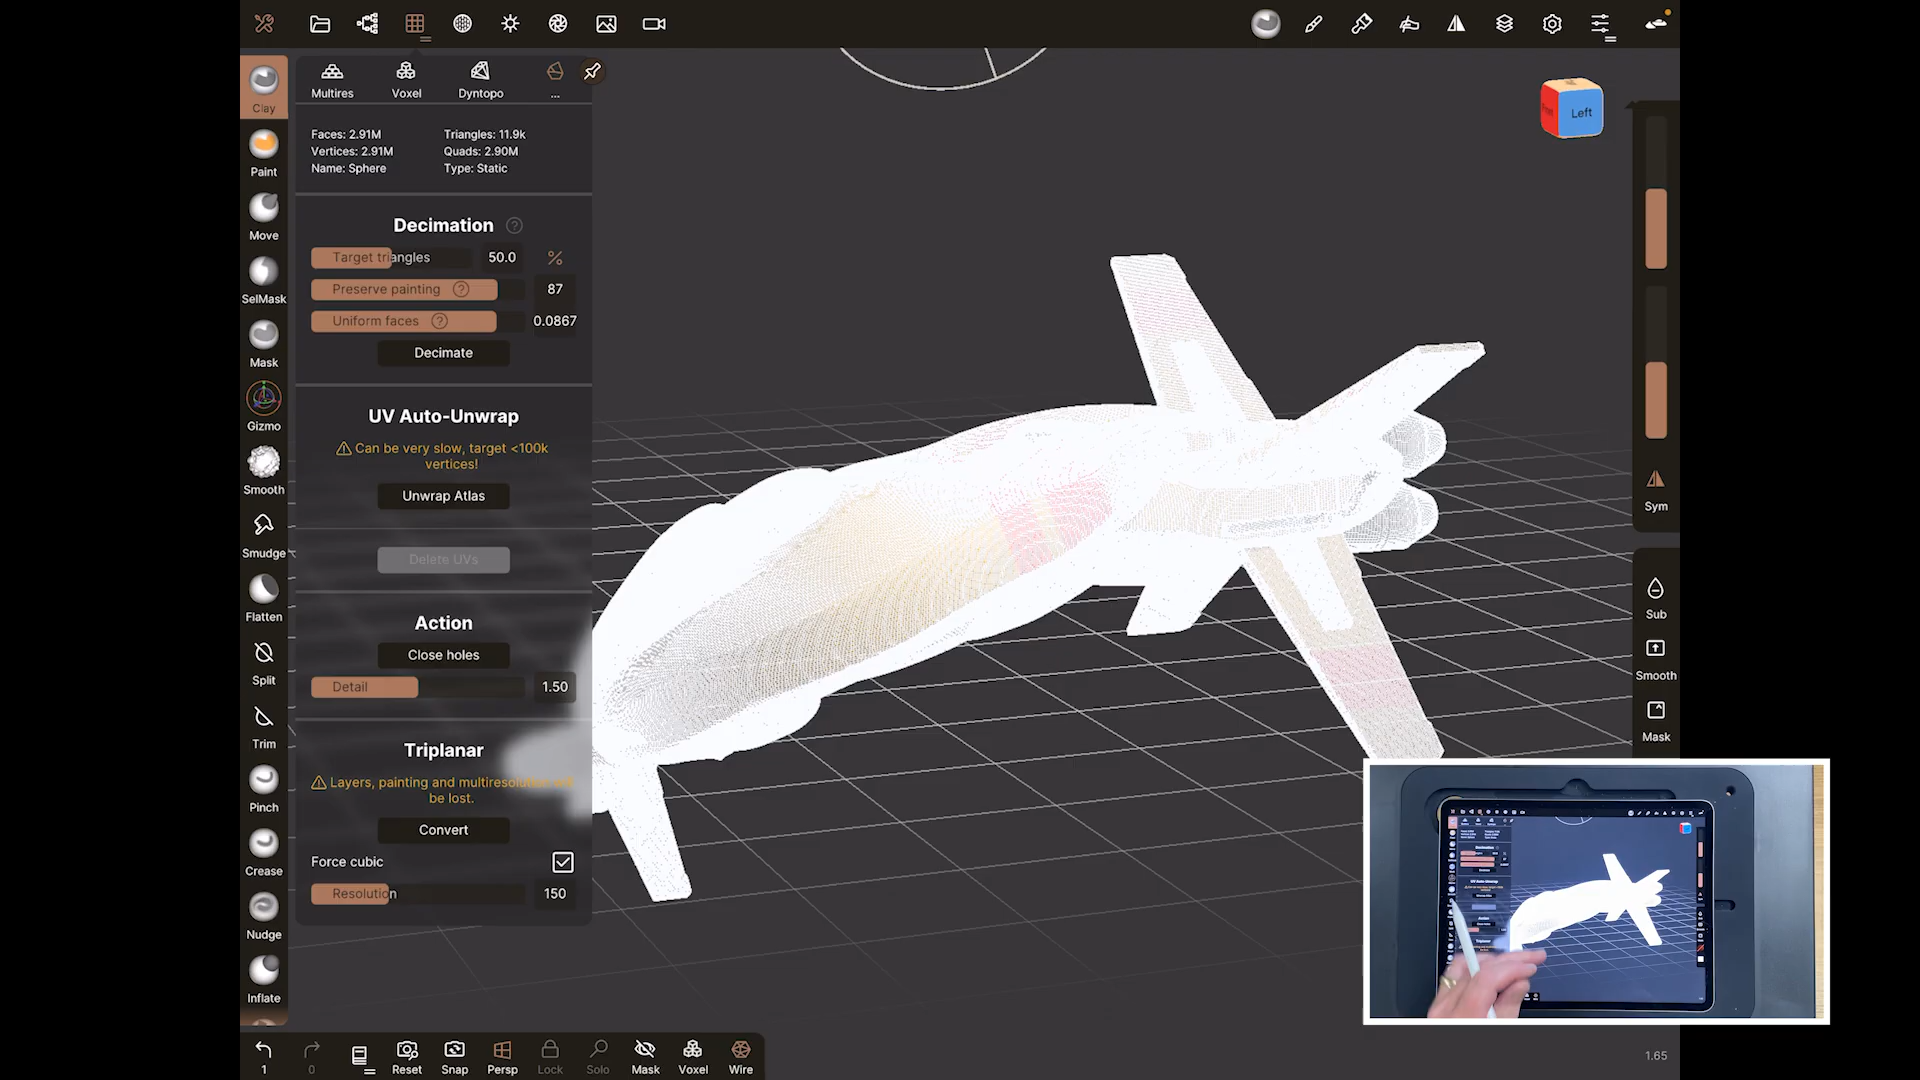 Multires
Voxel
Dyntopo
...
Faces: 2.91M
Triangles: 11.9k
Vertices: 2.91M
Quads: 2.90M
Name: Sphere
Type: Static
Decimation ?
Target triangles 50.0 %
Preserve painting ? 87
Uniform faces ? 0.0867
Decimate
UV Auto-Unwrap
Can be very slow, target <100k
vertices!
Unwrap Atlas
Delete UVs
Action
Close holes
Detail 1.50
Triplanar
Layers, painting and multiresolution will
be lost.
Convert
Force cubic
Resolution 150
Clay
Paint
Move
SelMask
Mask
Gizmo
Smooth
Smudge
Flatten
Split
Trim
Pinch
Crease
Nudge
Inflate
Left
Sym
Sub
Smooth
Mask
1
0
Reset
Snap
Persp
Lock
Solo
Mask
Voxel
Wire
1.65